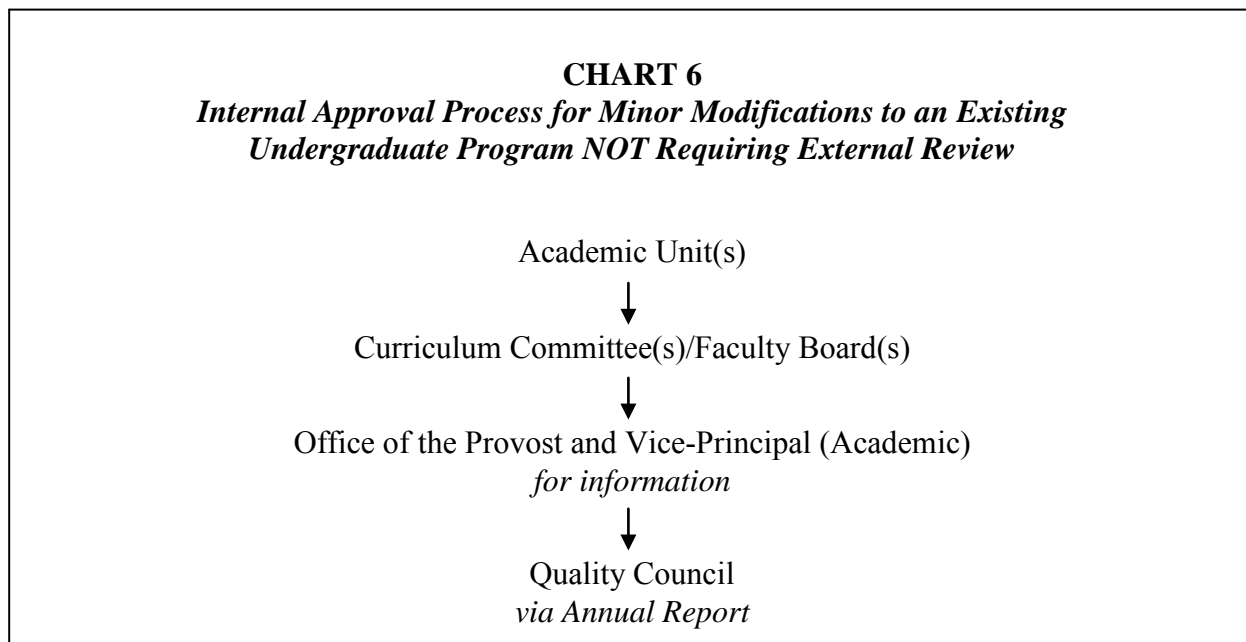 CHART 6
Internal Approval Process for Minor Modifications to an Existing
Undergraduate Program NOT Requiring External Review
Academic Unit(s)
Curriculum Committee(s)/Faculty Board(s)
Office of the Provost and Vice-Principal (Academic)
for information
Quality Council
via Annual Report